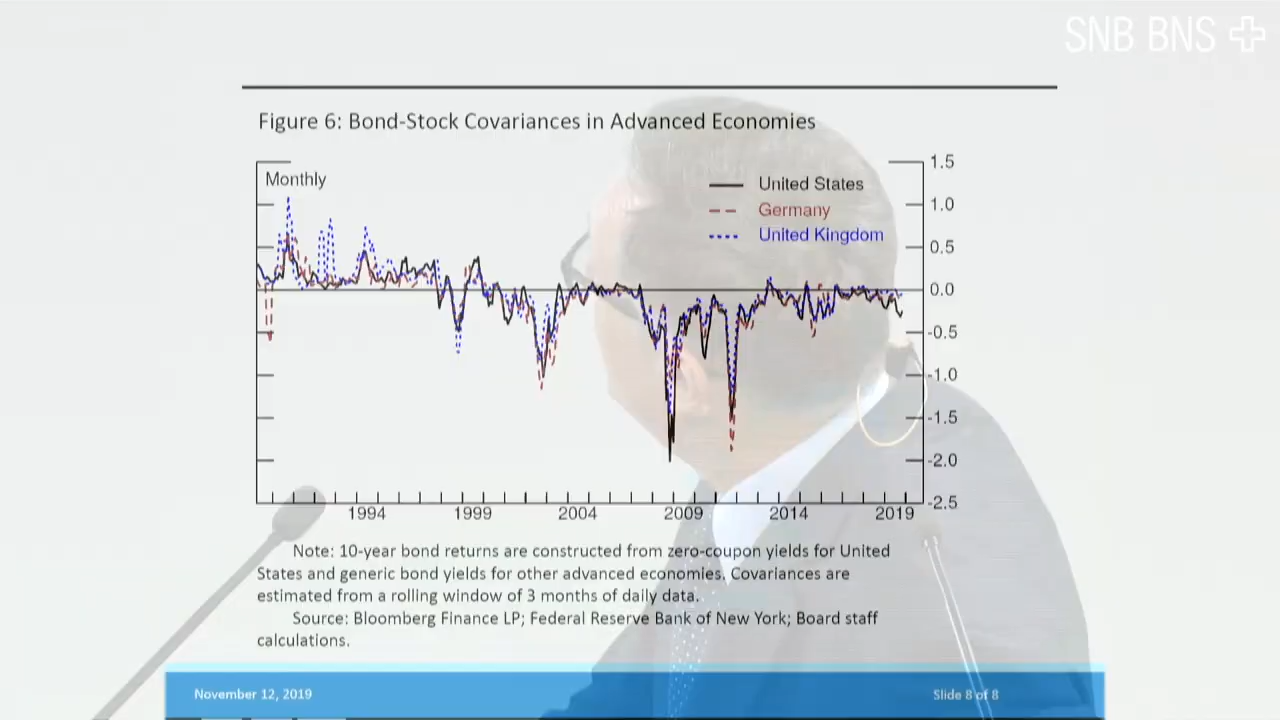 SNB BNS
Figure 6: Bond-Stock Covariances in Advanced Economies
Monthly
United States
Germany
United Kingdom
1.5
1.0
0.5
0.0
-0.5
-1.0
-1.5
-2.0
-2.5
1994 1999 2004 2009 2014 2019
Note: 10-year bond returns are constructed from zero-coupon yields for United
States and generic bond yields for other advanced economies. Covariances are
estimated from a rolling window of 3 months of daily data.
Source: Bloomberg Finance LP; Federal Reserve Bank of New York; Board staff
calculations.
November 12, 2019
Slide 8 of 8